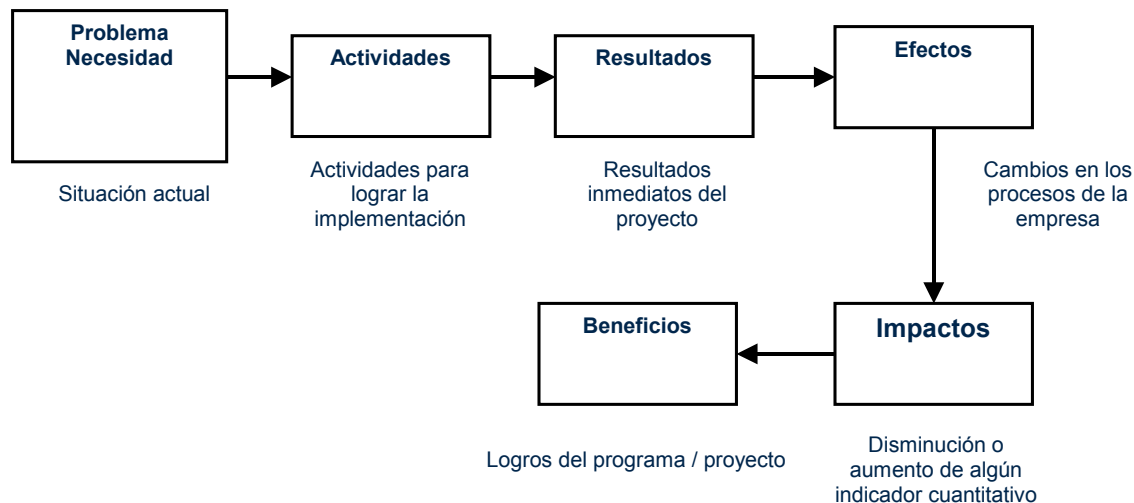 Problema
Necesidad
Actividades
Resultados
Efectos
Situación actual
Actividades para
lograr la
implementación
Resultados
inmediatos del
proyecto
Cambios en los
procesos de la
empresa
Beneficios
Impactos
Logros del programa / proyecto
Disminución o
aumento de algún
indicador cuantitativo